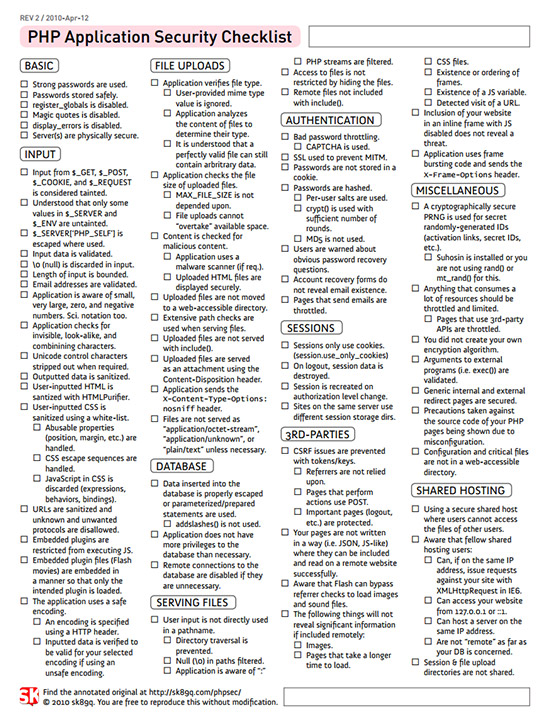 REV 2 / 2010-Apr-12
PHP Application Security Checklist
BASIC
Strong passwords are used.
Passwords stored safely.
register_globals is disabled.
Magic quotes is disabled.
display_errors is disabled.
Server(s) are physically secure.
INPUT
Input from $_GET, $_POST,
$_COOKIE, and $_REQUEST
is considered tainted.
Understood that only some
values in $_SERVER and
$_ENV are untainted.
$_SERVER['PHP_SELF'] is
escaped where used.
Input data is validated.
\0 (null) is discarded in input.
Length of input is bounded.
Email addresses are validated.
Application is aware of small,
very large, zero, and negative
numbers. Sci. notation too.
Application checks for
invisible, look-alike, and
combinining characters.
Unicode control characters
stripped out when required.
Outputted data is sanitized.
User-inputted HTML is
santized with HTMLPurifier.
User-inputted CSS is
sanitized using a white-list.
Abusable properties
(position, margin, etc.) are
handled.
CSS escape sequences are
handled.
JavaScript in CSS is
discarded (expressions,
behaviors, bindings).
URLs are sanitized and
unknown and unwanted
protocols are disallowed.
Embedded plugins are
restricted from executing JS.
Embedded plugin files (Flash
movies) are embedded in
a manner so that only the
intended plugin is loaded.
The application uses a safe
encoding.
An encoding is specified
using a HTTP header.
Inputted data is verified to
be valid for your selected
encoding if using an
unsafe encoding.
FILE UPLOADS
Application verifies file type.
User-provided mime type
value is ignored.
Application analyzes
the content of files to
determine their type.
It is understood that a
perfectly valid file can still
contain arbitrary data.
Application checks the file
size of uploaded files.
MAX_FILE_SIZE is not
depended upon.
File uploads cannot
"overtake" available space.
Content is checked for
malicious content.
Application uses a
malware scanner (if req.).
Uploaded HTML files are
displayed securely.
Uploaded files are not moved
to a web-accessible directory.
Extensive path checks are
used when serving files.
Uploaded files are not served
with include().
Uploaded files are served
as an attachment using the
Content-Disposition header.
Application sends the
X-Content-Type-Options:
nosniff header.
Files are not served as
"application/octet-stream",
"application/unknown", or
"plain/text" unless necessary.
DATABASE
Data inserted into the
database is properly escaped
or parameterized/prepared
statements are used.
addslashes() is not used.
Application does not have
more privileges to the
database than necessary.
Remote connections to the
database are disabled if they
are unnecessary.
SERVING FILES
User input is not directly used
in a pathname.
Directory traversal is
prevented.
Null (\0) in paths filtered.
Application is aware of ":"
PHP streams are filtered.
Access to files is not
restricted by hiding the files.
Remote files not included
with include().
AUTHENTICATION
Bad password throttling.
CAPTCHA is used.
SSL used to prevent MITM.
Passwords are not stored in a
cookie.
Passwords are hashed.
Per-user salts are used.
crypt() is used with
sufficient number of
rounds.
MD5 is not used.
Users are warned about
obvious password recovery
questions.
Account recovery forms do
not reveal email existence.
Pages that send emails are
throttled.
SESSIONS
Sessions only use cookies.
(session.use_only_cookies)
On logout, session data is
destroyed.
Session is recreated on
authorization level change.
Sites on the same server use
different session storage dirs.
3RD-PARTIES
CSRF issues are prevented
with tokens/keys.
Referrers are not relied
upon.
Pages that perform
actions use POST.
Important pages (logout,
etc.) are protected.
Your pages are not written
in a way (i.e. JSON, JS-like)
where they can be included
and read on a remote website
successfully.
Aware that Flash can bypass
referrer checks to load images
and sound files.
The following things will not
reveal significant information
if included remotely:
Images.
Pages that take a longer
time to load.
CSS files.
Existence or ordering of
frames.
Existence of a JS variable.
Detected visit of a URL.
Inclusion of your website
in an inline frame with JS
disabled does not reveal a
threat.
Application uses frame
bursting code and sends the
X-Frame-Options header.
MISCELLANEOUS
A cryptographically secure
PRNG is used for secret
randomly-generated IDs
(activation links, secret IDs,
etc.).
Suhosin is installed or you
are not using rand() or
mt_rand() for this.
Anything that consumes a
lot of resources should be
throttled and limited.
Pages that use 3rd-party
APIs are throttled.
You did not create your own
encryption algorithm.
Arguments to external
programs (i.e. exec()) are
validated.
Generic internal and external
redirect pages are secured.
Precautions taken against
the source code of your PHP
pages being shown due to
misconfiguration.
Configuration and critical files
are not in a web-accessible
directory.
SHARED HOSTING
Using a secure shared host
where users cannot access
the files of other users.
Aware that fellow shared
hosting users:
Can, if on the same IP
address, issue requests
against your site with
XMLHttpRequest in IE6.
Can access your website
from 127.0.0.1 or ::1.
Can host a server on the
same IP address.
Are not "remote" as far as
your DB is concerned.
Session & file upload
directories are not shared.
SK
Find the annotated original at http://sk89q.com/phpsec/
© 2010 sk89q. You are free to reproduce this without modification.